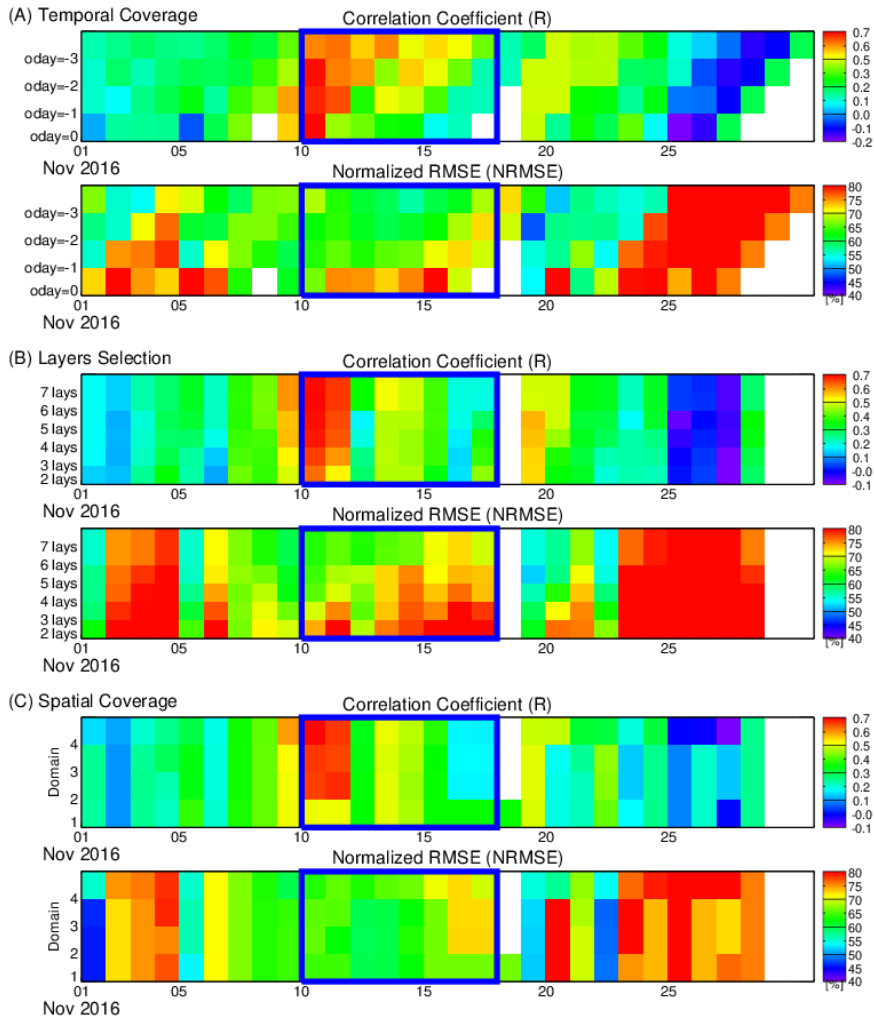 (A) Temporal Coverage
Correlation Coefficient (R)
oday=-3
oday=-2
oday=-1
oday=0
01 05 10 15 20 25
Nov 2016
0.7
0.6
0.5
0.4
0.3
0.2
0.1
0.0
-0.1
-0.2
Normalized RMSE (NRMSE)
oday=-3
oday=-2
oday=-1
oday=0
01 05 10 15 20 25
Nov 2016
80
75
70
65
60
55
50
45
40
[%]
(B) Layers Selection
Correlation Coefficient (R)
7 lays
6 lays
5 lays
4 lays
3 lays
2 lays
01 05 10 15 20 25
Nov 2016
0.7
0.6
0.5
0.4
0.3
0.2
0.1
-0.0
-0.1
Normalized RMSE (NRMSE)
7 lays
6 lays
5 lays
4 lays
3 lays
2 lays
01 05 10 15 20 25
Nov 2016
80
75
70
65
60
55
50
45
40
[%]
(C) Spatial Coverage
Correlation Coefficient (R)
Domain
4
3
2
1
01 05 10 15 20 25
Nov 2016
0.7
0.6
0.5
0.4
0.3
0.2
0.1
0.0
-0.1
Normalized RMSE (NRMSE)
Domain
4
3
2
1
01 05 10 15 20 25
Nov 2016
80
75
70
65
60
55
50
45
40
[%]